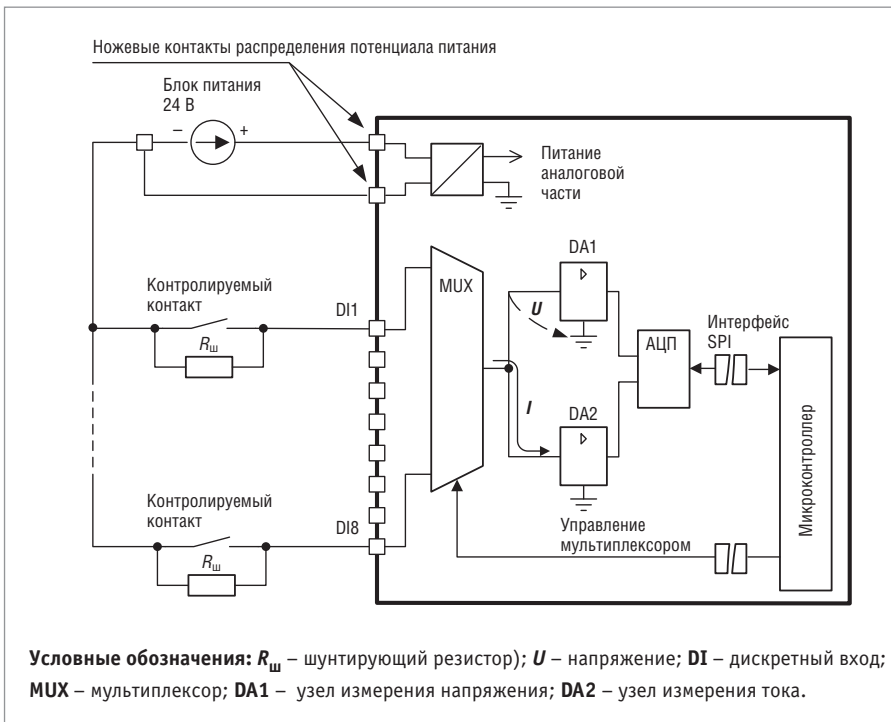 Ножевые контакты распределения потенциала питания
Блок питания
24 В
– +
Питание
аналоговой
части
DA1
MUX
U
Контролируемый
контакт
DI1
Rш
Интерфейс
SPI
АЦП
I
DA2
Микроконтроллер
Контролируемый
контакт
DI8
Rш
Управление
мультиплексором
Условные обозначения: Rш – шунтирующий резистор); U – напряжение; DI – дискретный вход;
MUX – мультиплексор; DA1 – узел измерения напряжения; DA2 – узел измерения тока.